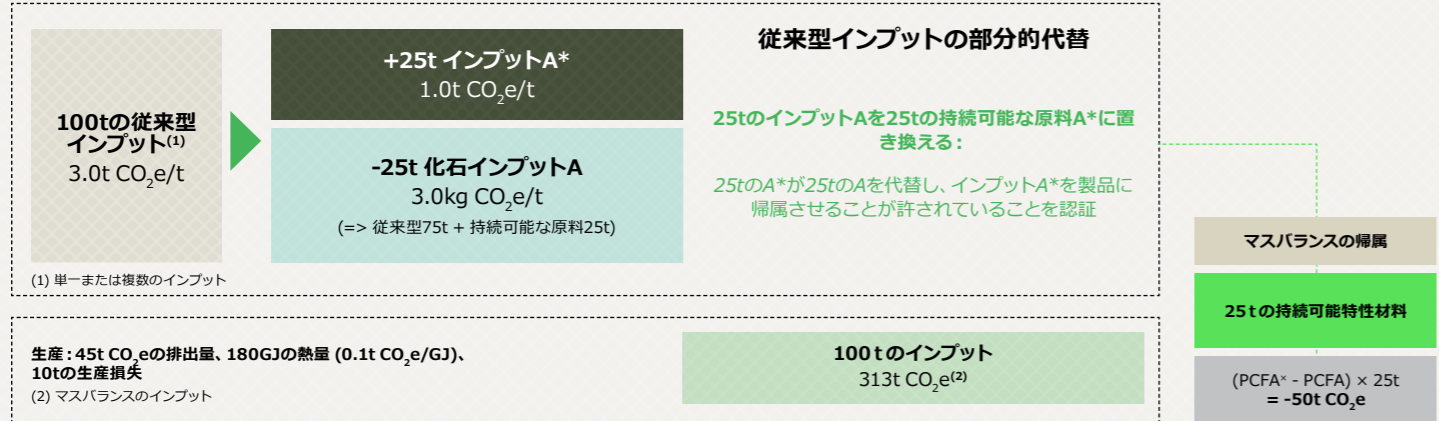 従来型インプットの部分的代替
+25t インプットA*
1.0t CO₂e/t
100tの従来型
インプット⁽¹⁾
3.0t CO₂e/t
-25t 化石インプットA
3.0kg CO₂e/t
(=> 従来型75t + 持続可能な原料25t)
25tのインプットAを25tの持続可能な原料A*に置
き換える:
25tのA*が25tのAを代替し、インプットA*を製品に
帰属させることが許されていることを認証
(1) 単一または複数のインプット
マスバランスの帰属
25tの持続可能特性材料
(PCFA× - PCFA) × 25t
= -50t CO₂e
生産:45t CO₂eの排出量、180GJの熱量 (0.1t CO₂e/GJ)、
10tの生産損失
(2) マスバランスのインプット
100tのインプット
313t CO₂e⁽²⁾